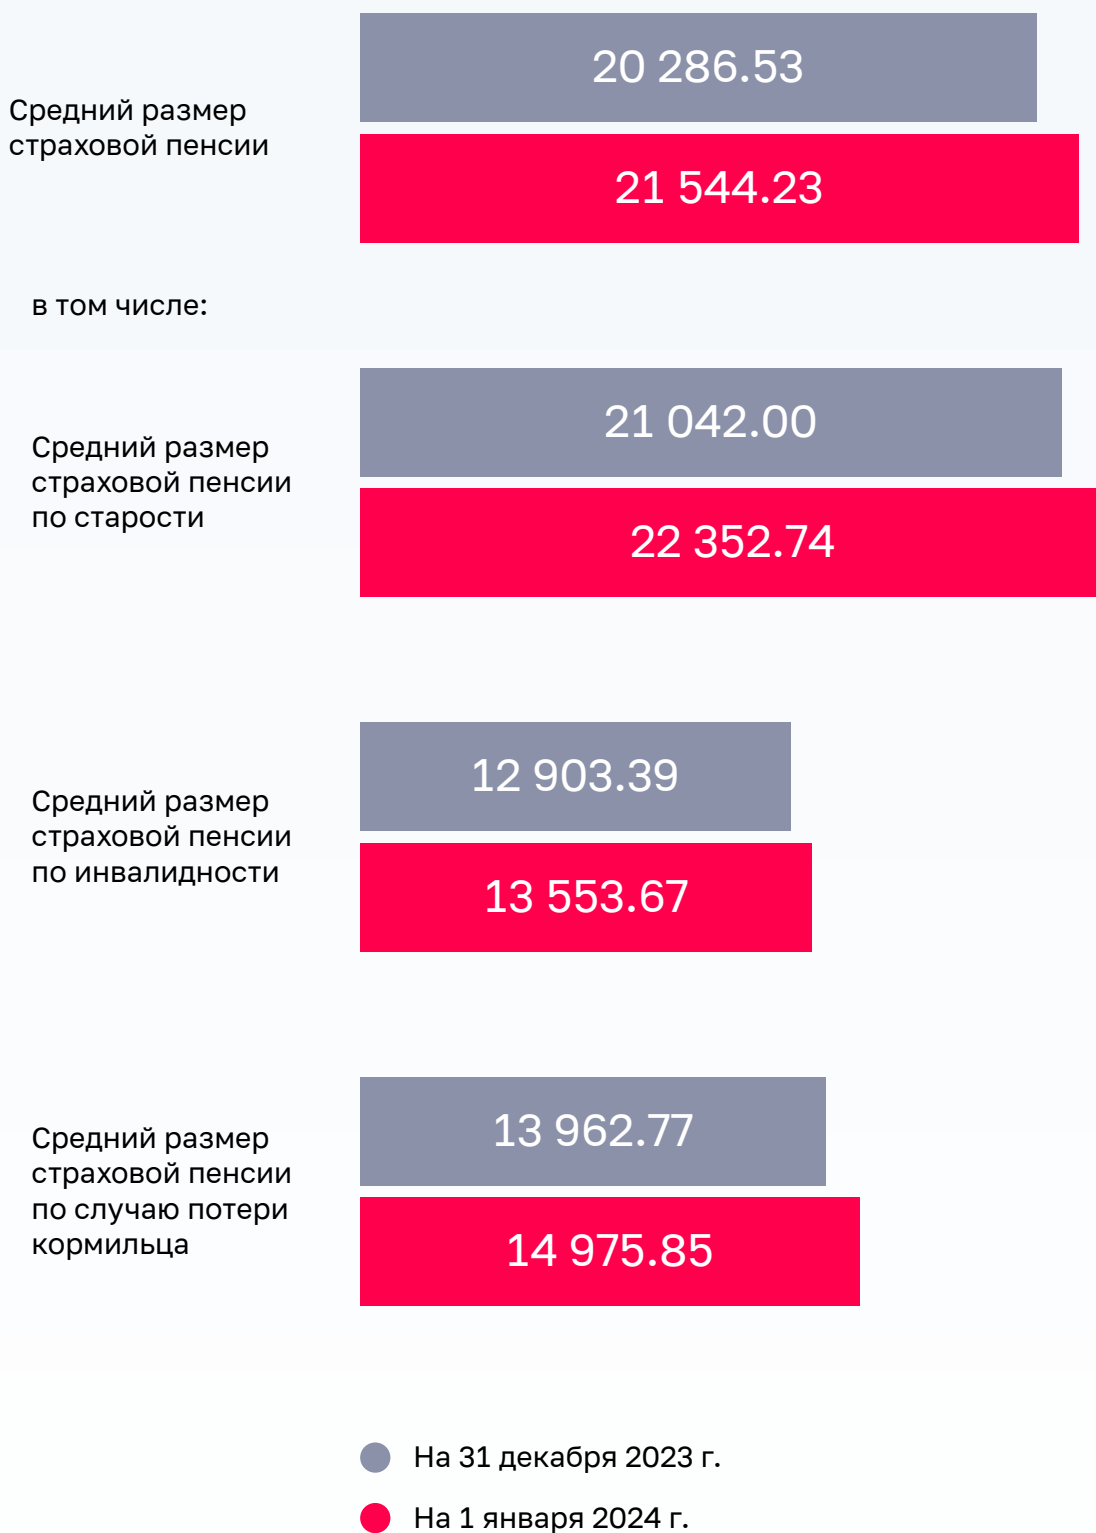 20 286.53
Средний размер
страховой пенсии
21 544.23
в том числе:
21 042.00
Средний размер
страховой пенсии
по старости
22 352.74
12 903.39
Средний размер
страховой пенсии
по инвалидности
13 553.67
13 962.77
Средний размер
страховой пенсии
по случаю потери
кормильца
14 975.85
На 31 декабря 2023 г.
На 1 января 2024 г.